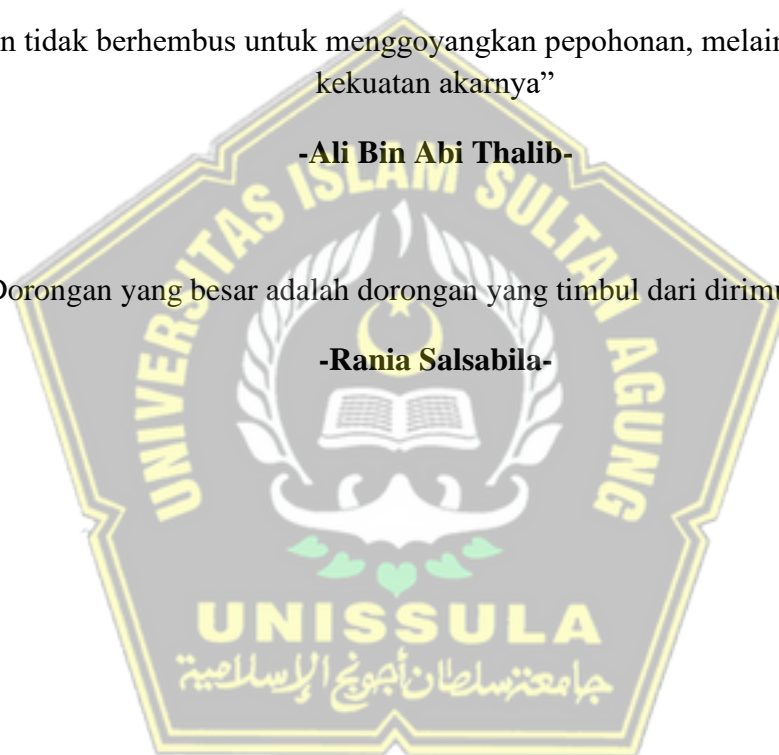 n tidak berhembus untuk menggoyangkan pepohonan, melain
kekuatan akarnya”
-Ali Bin Abi Thalib-
Dorongan yang besar adalah dorongan yang timbul dari dirimu
-Rania Salsabila-
UNIVERSITAS ISLAM SULTAN AGUNG
UNISSULA
جامعة سلطان أجونج الإسلامية